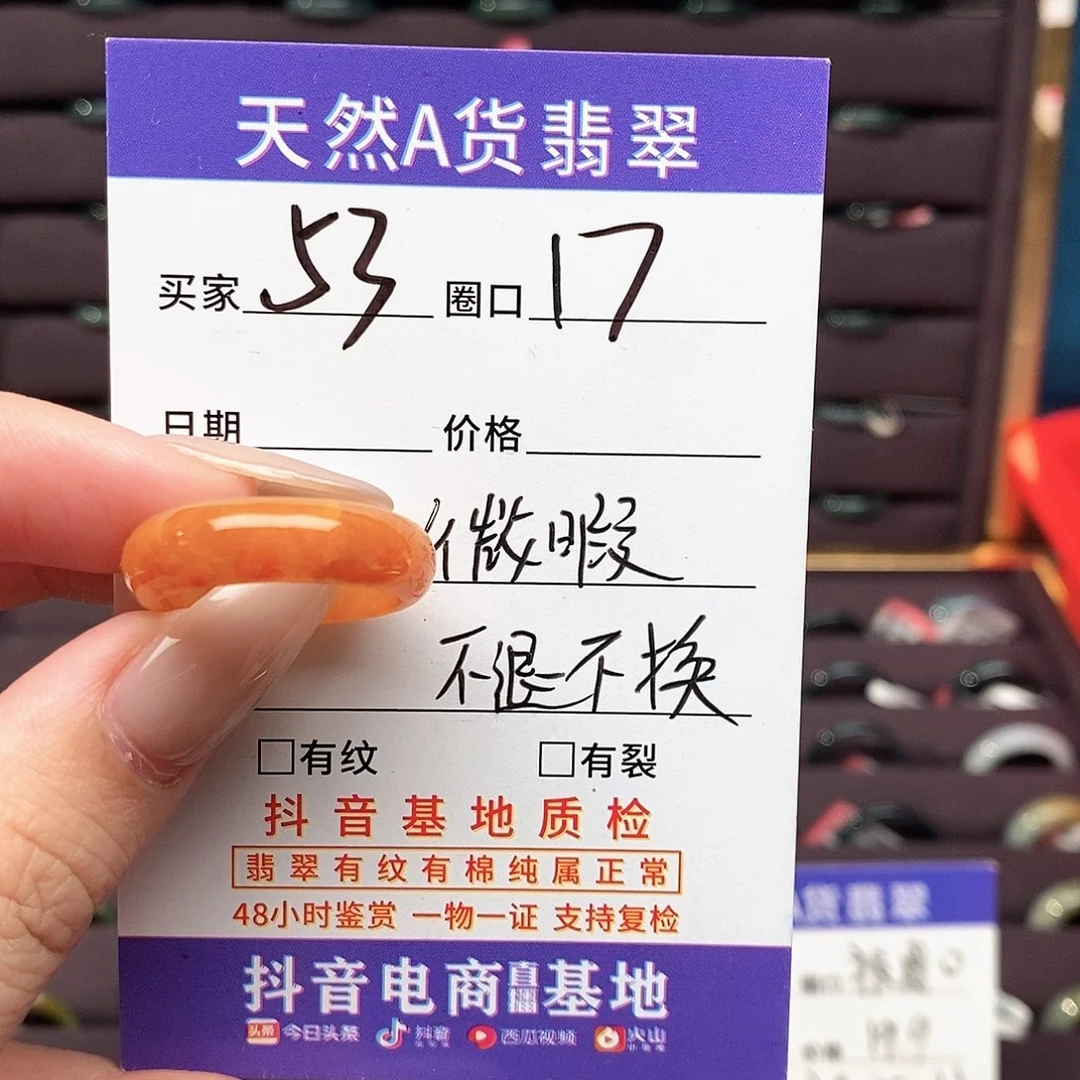 天然A货翡翠
买家 53 圈口 17
日期 价格
微暇
不退不换
□有纹 □有裂
抖音基地质检
翡翠有纹有棉纯属正常
48小时鉴赏 一物一证 支持复检
抖音电商直播基地
头条 今日头条 抖音 西瓜视频 火山
货翡翠